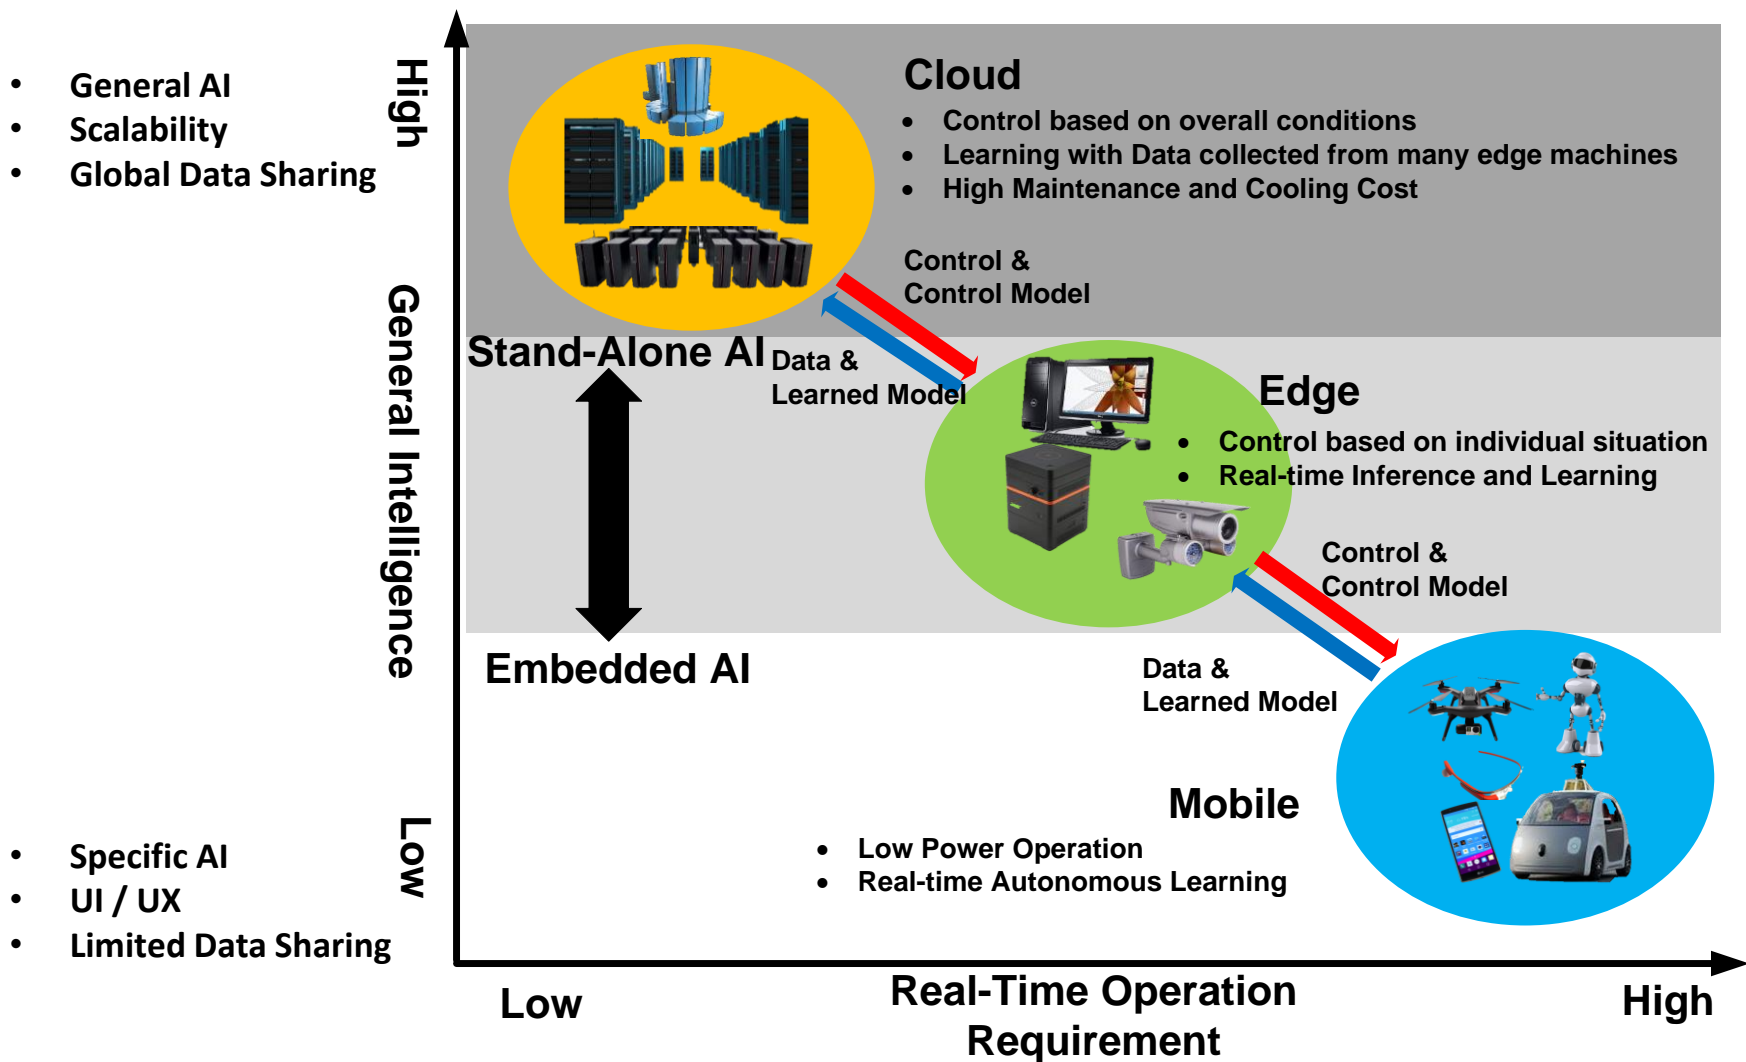 • General AI
• Scalability
• Global Data Sharing
High
General Intelligence
Low
• Specific AI
• UI / UX
• Limited Data Sharing
Cloud
• Control based on overall conditions
• Learning with Data collected from many edge machines
• High Maintenance and Cooling Cost
Control &
Control Model
Stand-Alone AI
Data &
Learned Model
Edge
• Control based on individual situation
• Real-time Inference and Learning
Control &
Control Model
Embedded AI
Data &
Learned Model
Mobile
• Low Power Operation
• Real-time Autonomous Learning
Low
Real-Time Operation
Requirement
High